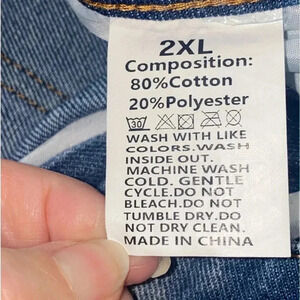 2XL
Composition:
80%Cotton
20%Polyester
30
WASH WITH LIKE
COLORS.WASH
INSIDE OUT.
MACHINE WASH
COLD. GENTLE
CYCLE.DO NOT
BLEACH.DO NOT
TUMBLE DRY.DO
NOT DRY CLEAN.
MADE IN CHINA